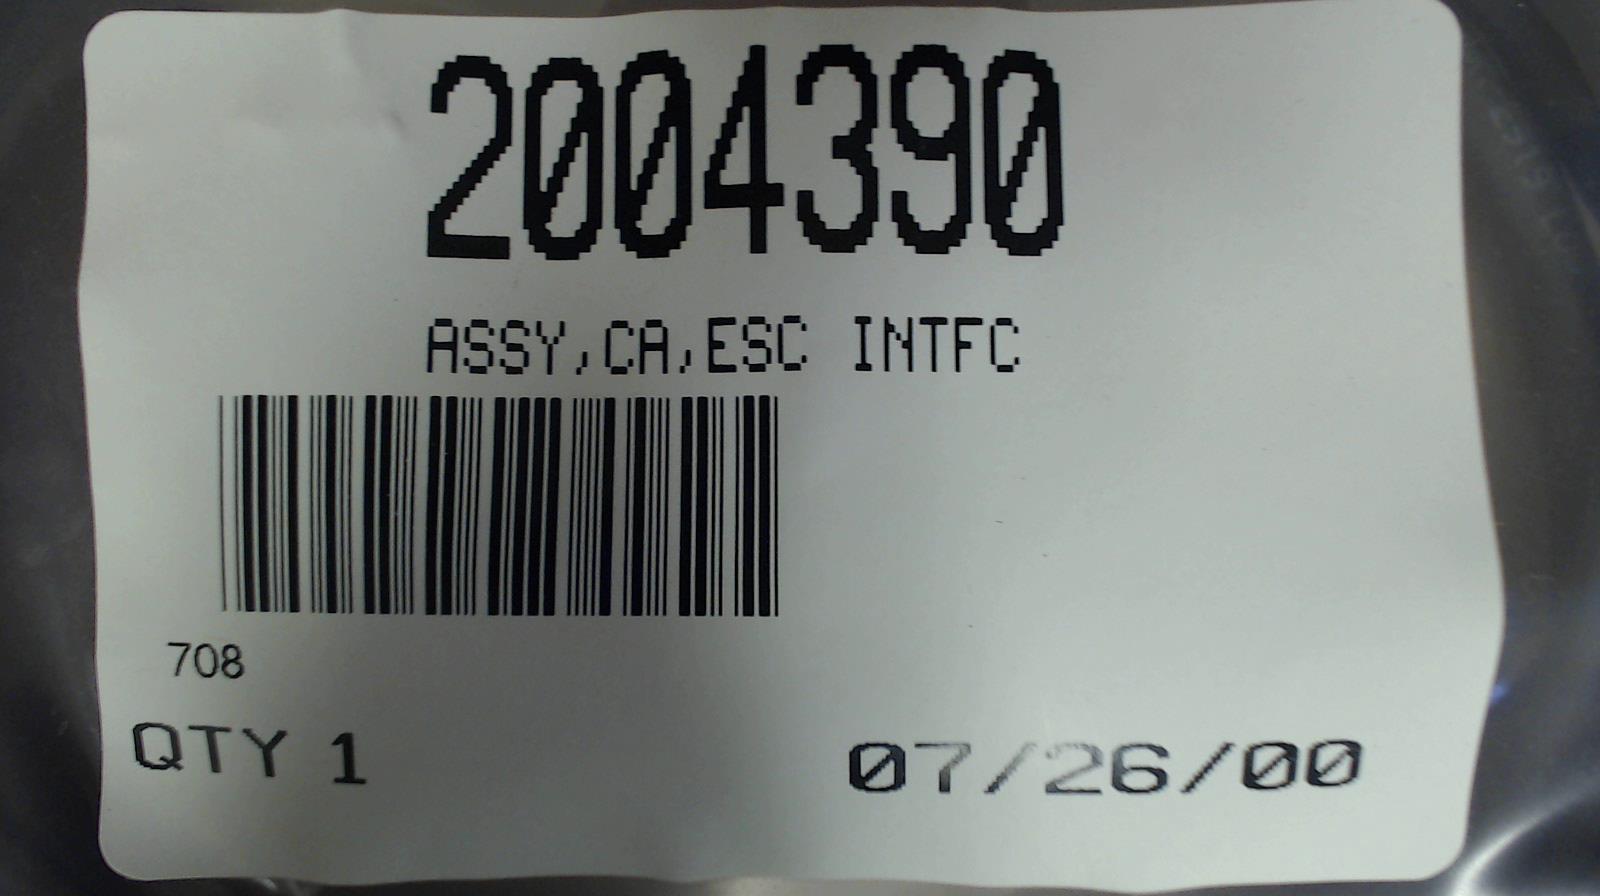 2004390
ASSY,CA,ESC INTFC
708
QTY 1
07/26/00